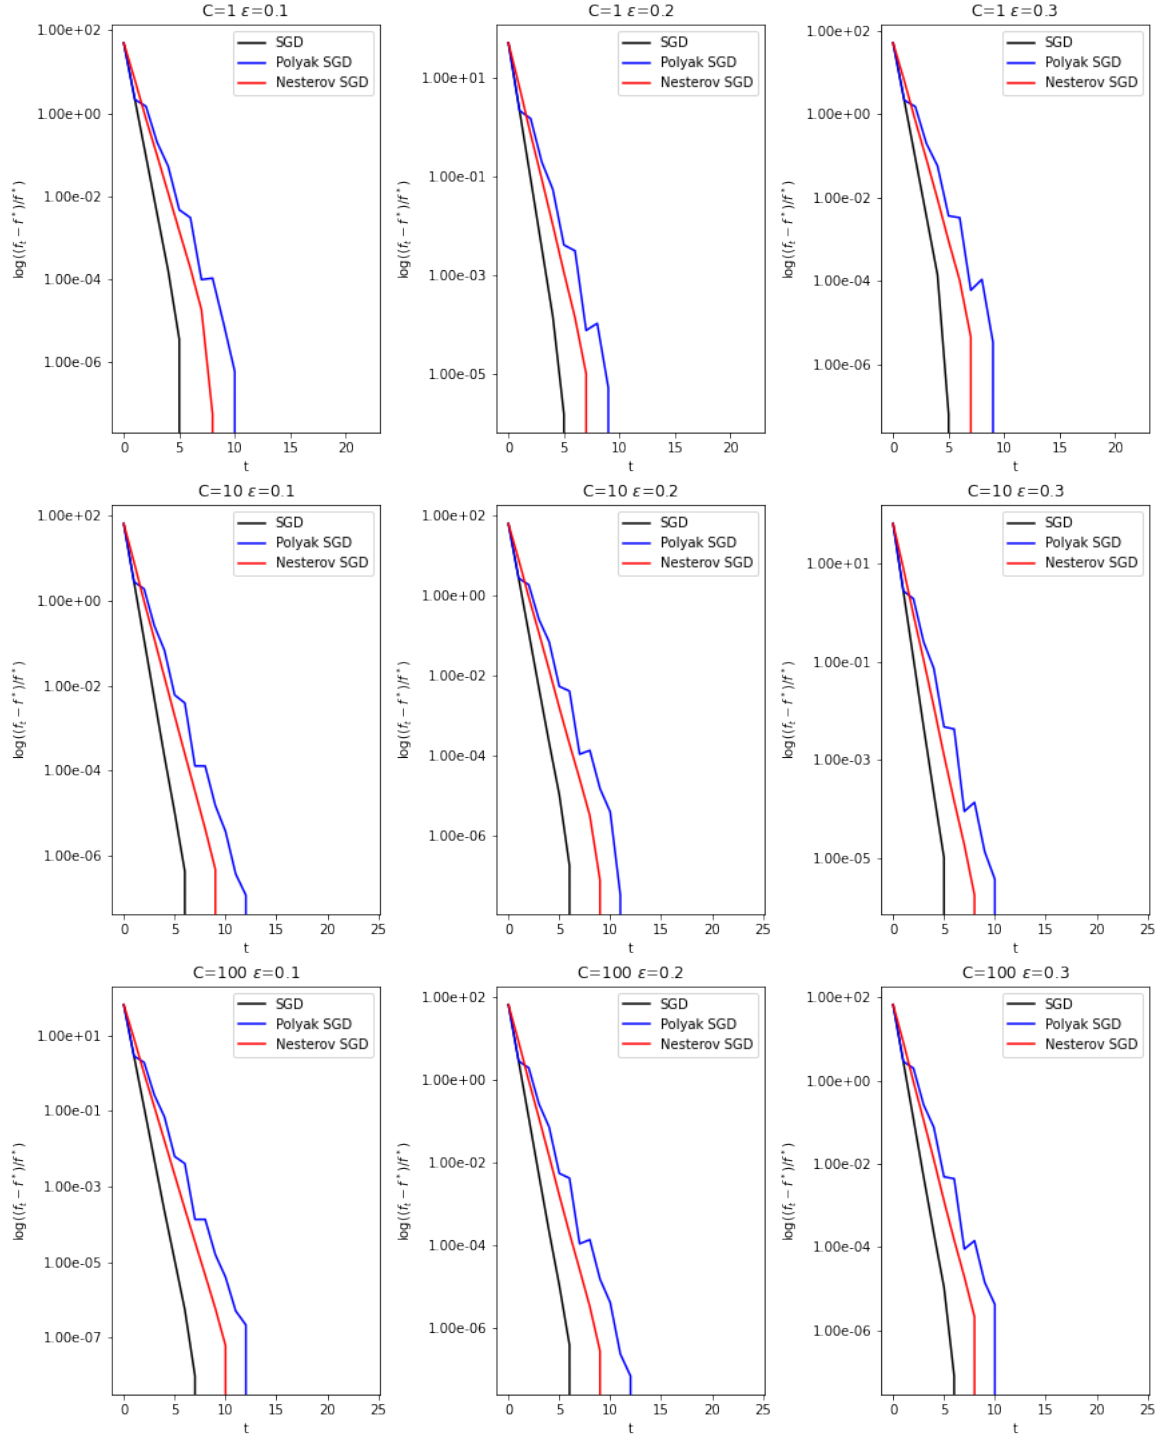 C=1 ε=0.1
1.00e+02
1.00e+00
1.00e-02
1.00e-04
1.00e-06
log((f_t − f*)/f*)
SGD
Polyak SGD
Nesterov SGD
0 5 10 15 20
t
C=1 ε=0.2
1.00e+01
1.00e-01
1.00e-03
1.00e-05
log((f_t − f*)/f*)
SGD
Polyak SGD
Nesterov SGD
0 5 10 15 20
t
C=1 ε=0.3
1.00e+02
1.00e+00
1.00e-02
1.00e-04
1.00e-06
log((f_t − f*)/f*)
SGD
Polyak SGD
Nesterov SGD
0 5 10 15 20
t
C=10 ε=0.1
1.00e+02
1.00e+00
1.00e-02
1.00e-04
1.00e-06
log((f_t − f*)/f*)
SGD
Polyak SGD
Nesterov SGD
0 5 10 15 20 25
t
C=10 ε=0.2
1.00e+02
1.00e+00
1.00e-02
1.00e-04
1.00e-06
log((f_t − f*)/f*)
SGD
Polyak SGD
Nesterov SGD
0 5 10 15 20 25
t
C=10 ε=0.3
1.00e+01
1.00e-01
1.00e-03
1.00e-05
log((f_t − f*)/f*)
SGD
Polyak SGD
Nesterov SGD
0 5 10 15 20 25
t
C=100 ε=0.1
1.00e+01
1.00e-01
1.00e-03
1.00e-05
1.00e-07
log((f_t − f*)/f*)
SGD
Polyak SGD
Nesterov SGD
0 5 10 15 20 25
t
C=100 ε=0.2
1.00e+02
1.00e+00
1.00e-02
1.00e-04
1.00e-06
log((f_t − f*)/f*)
SGD
Polyak SGD
Nesterov SGD
0 5 10 15 20 25
t
C=100 ε=0.3
1.00e+02
1.00e+00
1.00e-02
1.00e-04
1.00e-06
log((f_t − f*)/f*)
SGD
Polyak SGD
Nesterov SGD
0 5 10 15 20 25
t